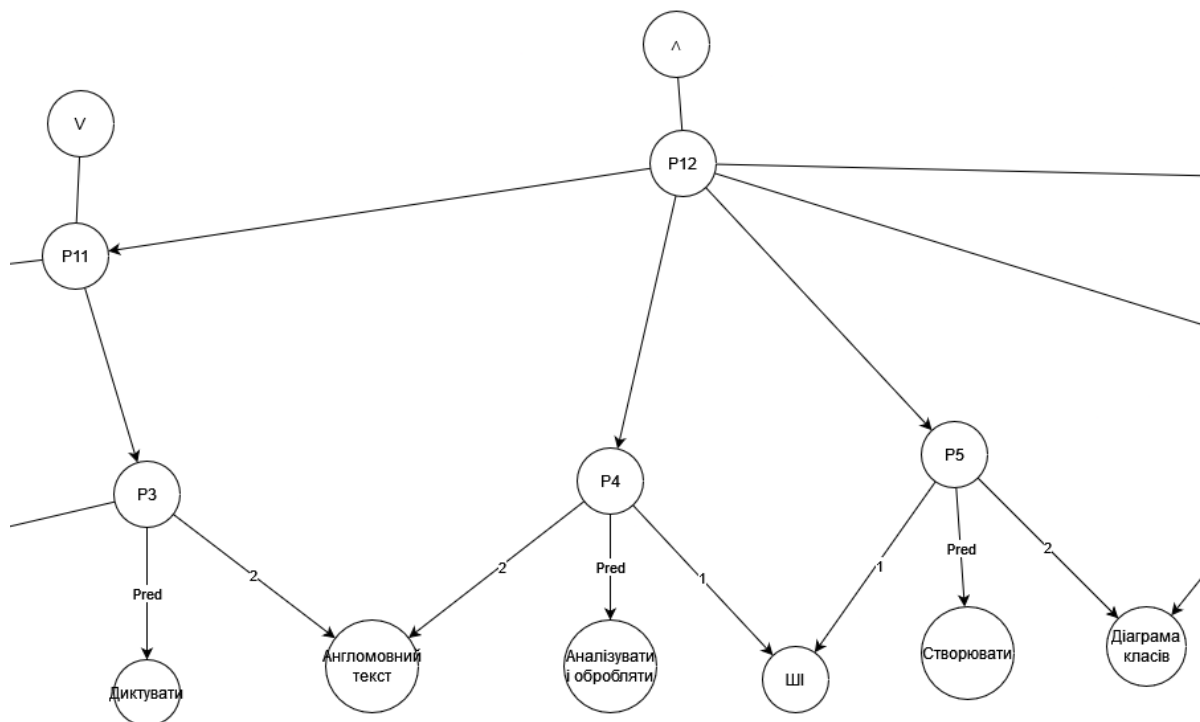 ∧
V
P12
P11
P5
P4
P3
Pred
2
Pred
2
1
2
Pred
1
Діаграма
класів
Англомовний
текст
Аналізувати
і обробляти
Створювати
ШІ
Диктувати